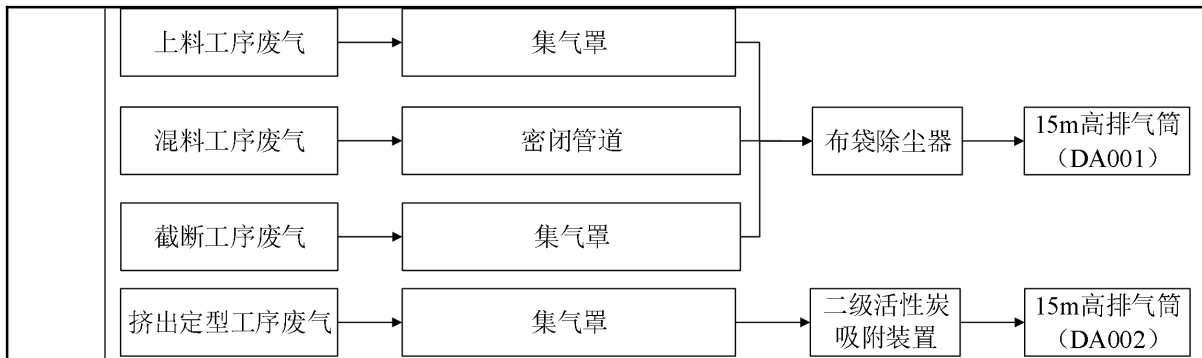 上料工序废气
集气罩
混料工序废气
密闭管道
布袋除尘器
15m高排气筒
（DA001）
截断工序废气
集气罩
挤出定型工序废气
集气罩
二级活性炭
吸附装置
15m高排气筒
（DA002）